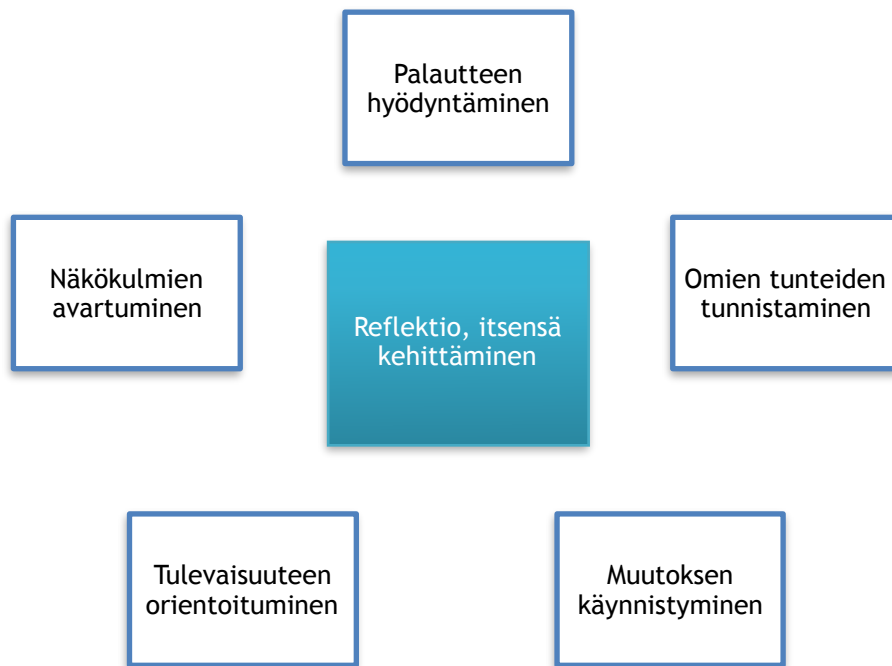 Palautteen
hyödyntäminen
Näkökulmien
avartuminen
Reflektio, itsensä
kehittäminen
Omien tunteiden
tunnistaminen
Tulevaisuuteen
orientoituminen
Muutoksen
käynnistyminen